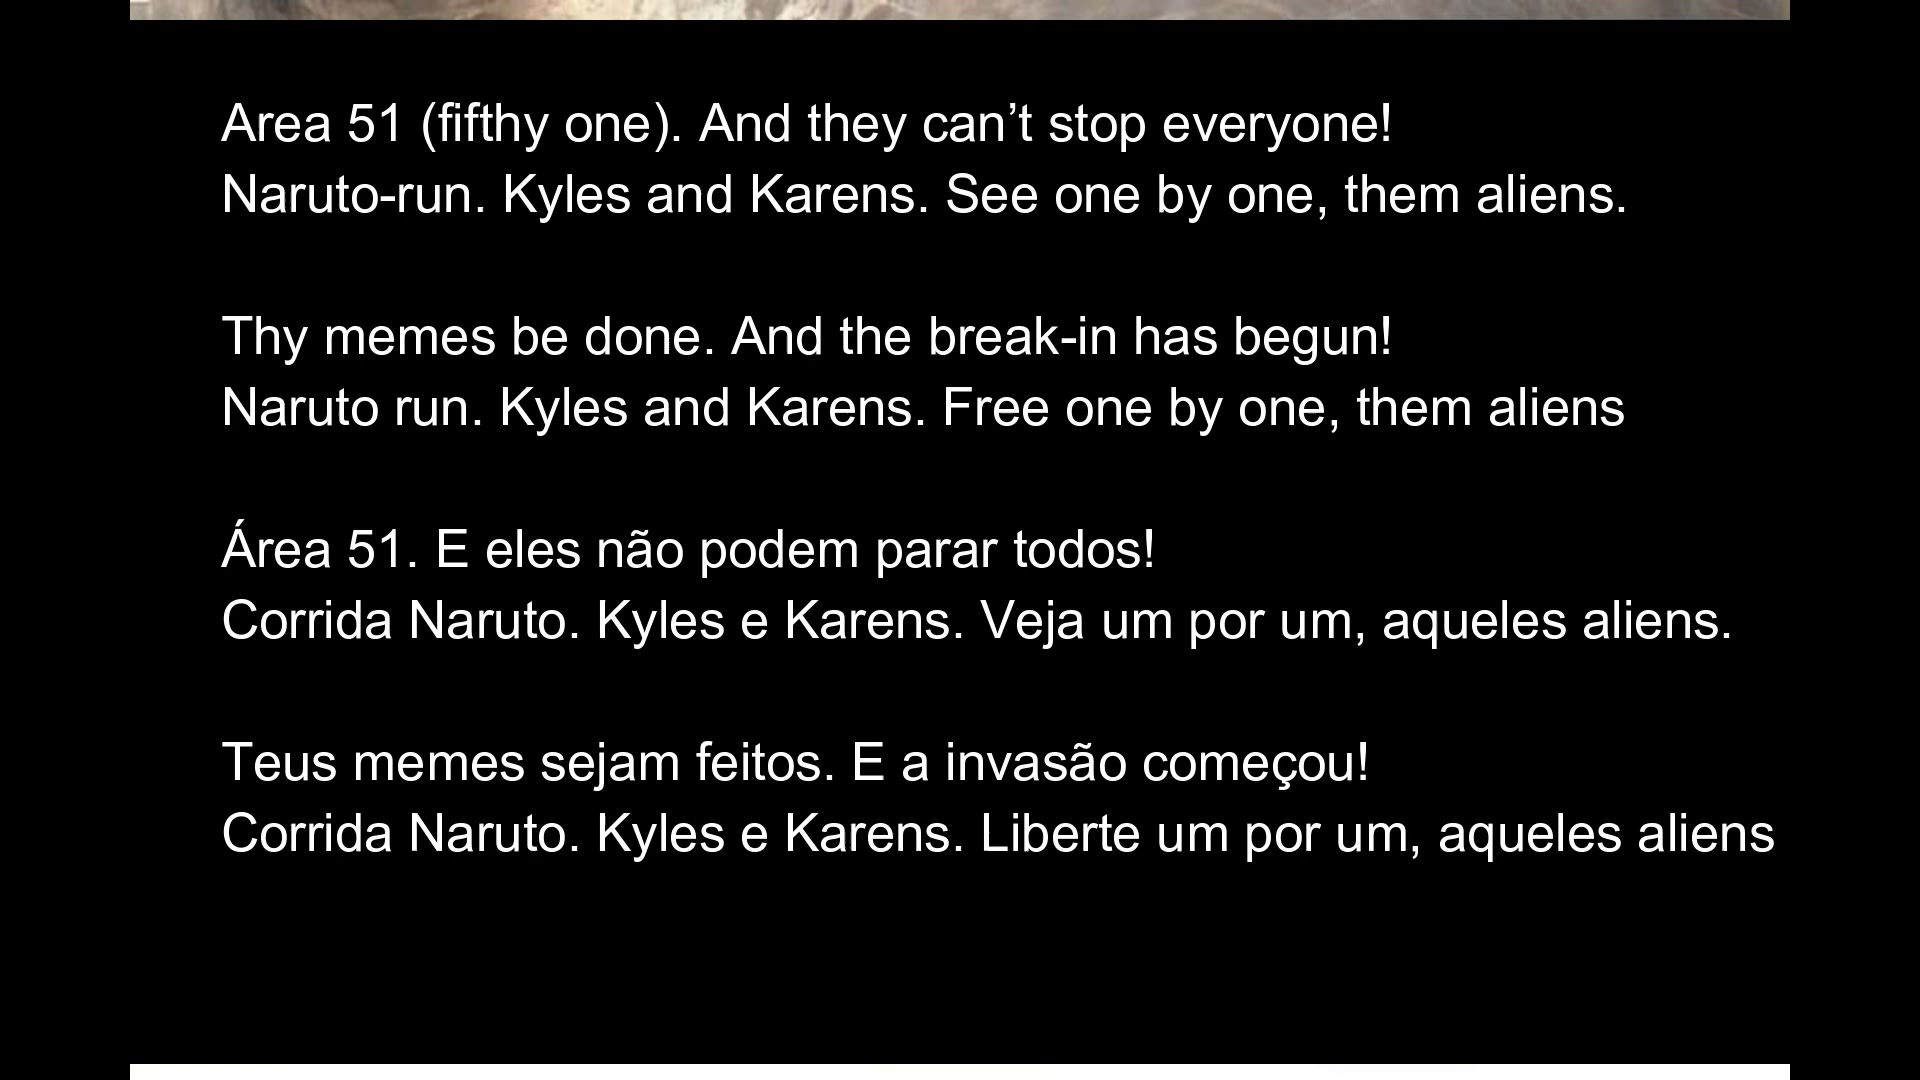 Area 51 (fifthy one). And they can’t stop everyone!
Naruto-run. Kyles and Karens. See one by one, them aliens.
Thy memes be done. And the break-in has begun!
Naruto run. Kyles and Karens. Free one by one, them aliens
Área 51. E eles não podem parar todos!
Corrida Naruto. Kyles e Karens. Veja um por um, aqueles aliens.
Teus memes sejam feitos. E a invasão começou!
Corrida Naruto. Kyles e Karens. Liberte um por um, aqueles aliens